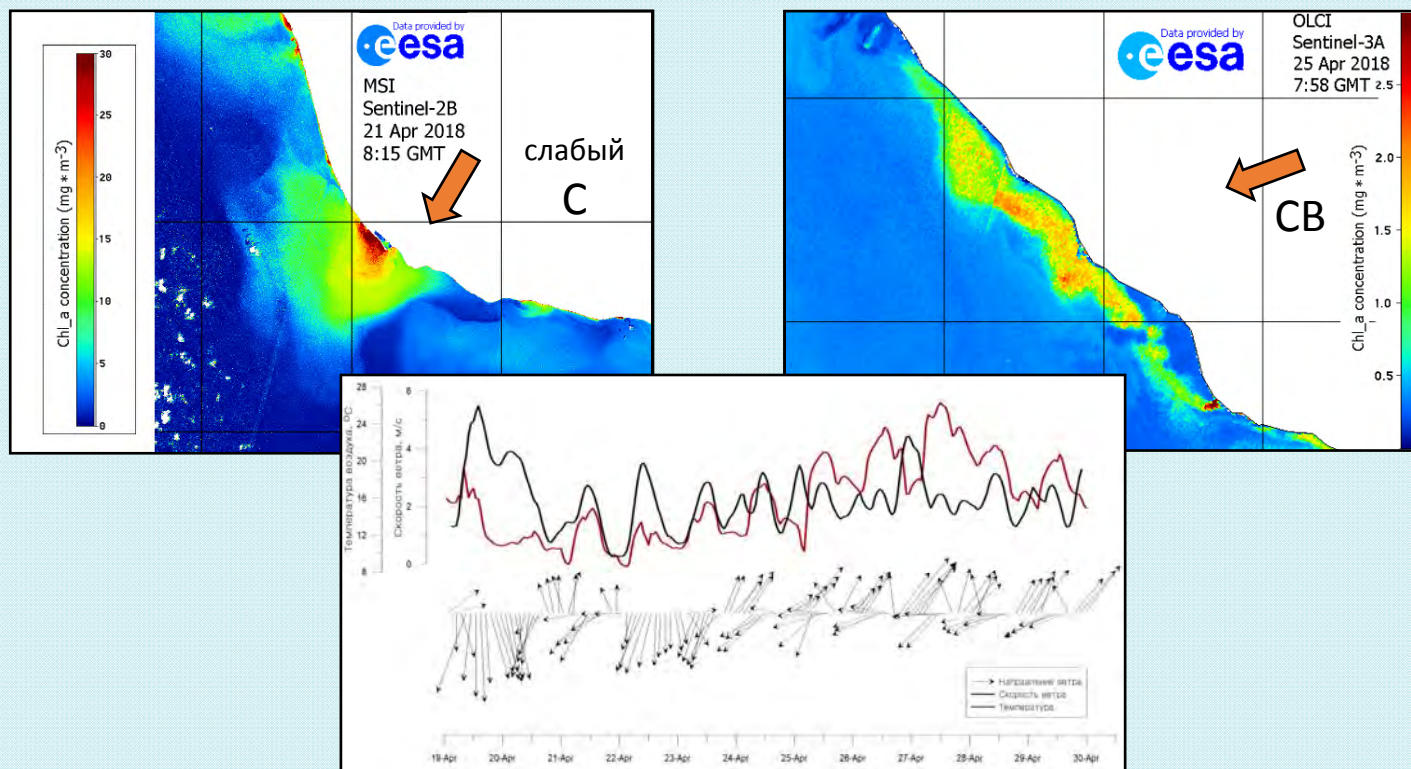 Data provided by
esa
MSI
Sentinel-2B
21 Apr 2018
8:15 GMT
слабый
С
Chl_a concentration (mg * m-3)
30
25
20
15
10
5
0
Data provided by
esa
OLCI
Sentinel-3A
25 Apr 2018
7:58 GMT
СВ
Chl_a concentration (mg * m-3)
2.5
2.0
1.5
1.0
0.5
Температура воздуха, °C
28
24
20
16
12
8
Скорость ветра, м/с
6
4
2
0
Направление ветра
Скорость ветра
Температура
19-Apr 20-Apr 21-Apr 22-Apr 23-Apr 24-Apr 25-Apr 26-Apr 27-Apr 28-Apr 29-Apr 30-Apr